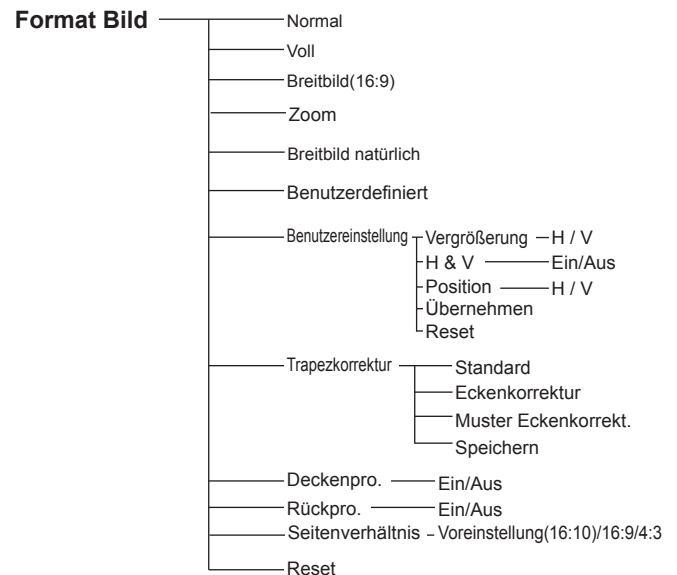 Format Bild Normal
Voll
Breitbild(16:9)
Zoom
Breitbild natürlich
Benutzerdefiniert
Benutzereinstellung Vergrößerung H / V
H & V Ein/Aus
Position H / V
Übernehmen
Reset
Trapezkorrektur Standard
Eckenkorrektur
Muster Eckenkorrekt.
Speichern
Deckenpro. Ein/Aus
Rückpro. Ein/Aus
Seitenverhältnis Voreinstellung(16:10)/16:9/4:3
Reset